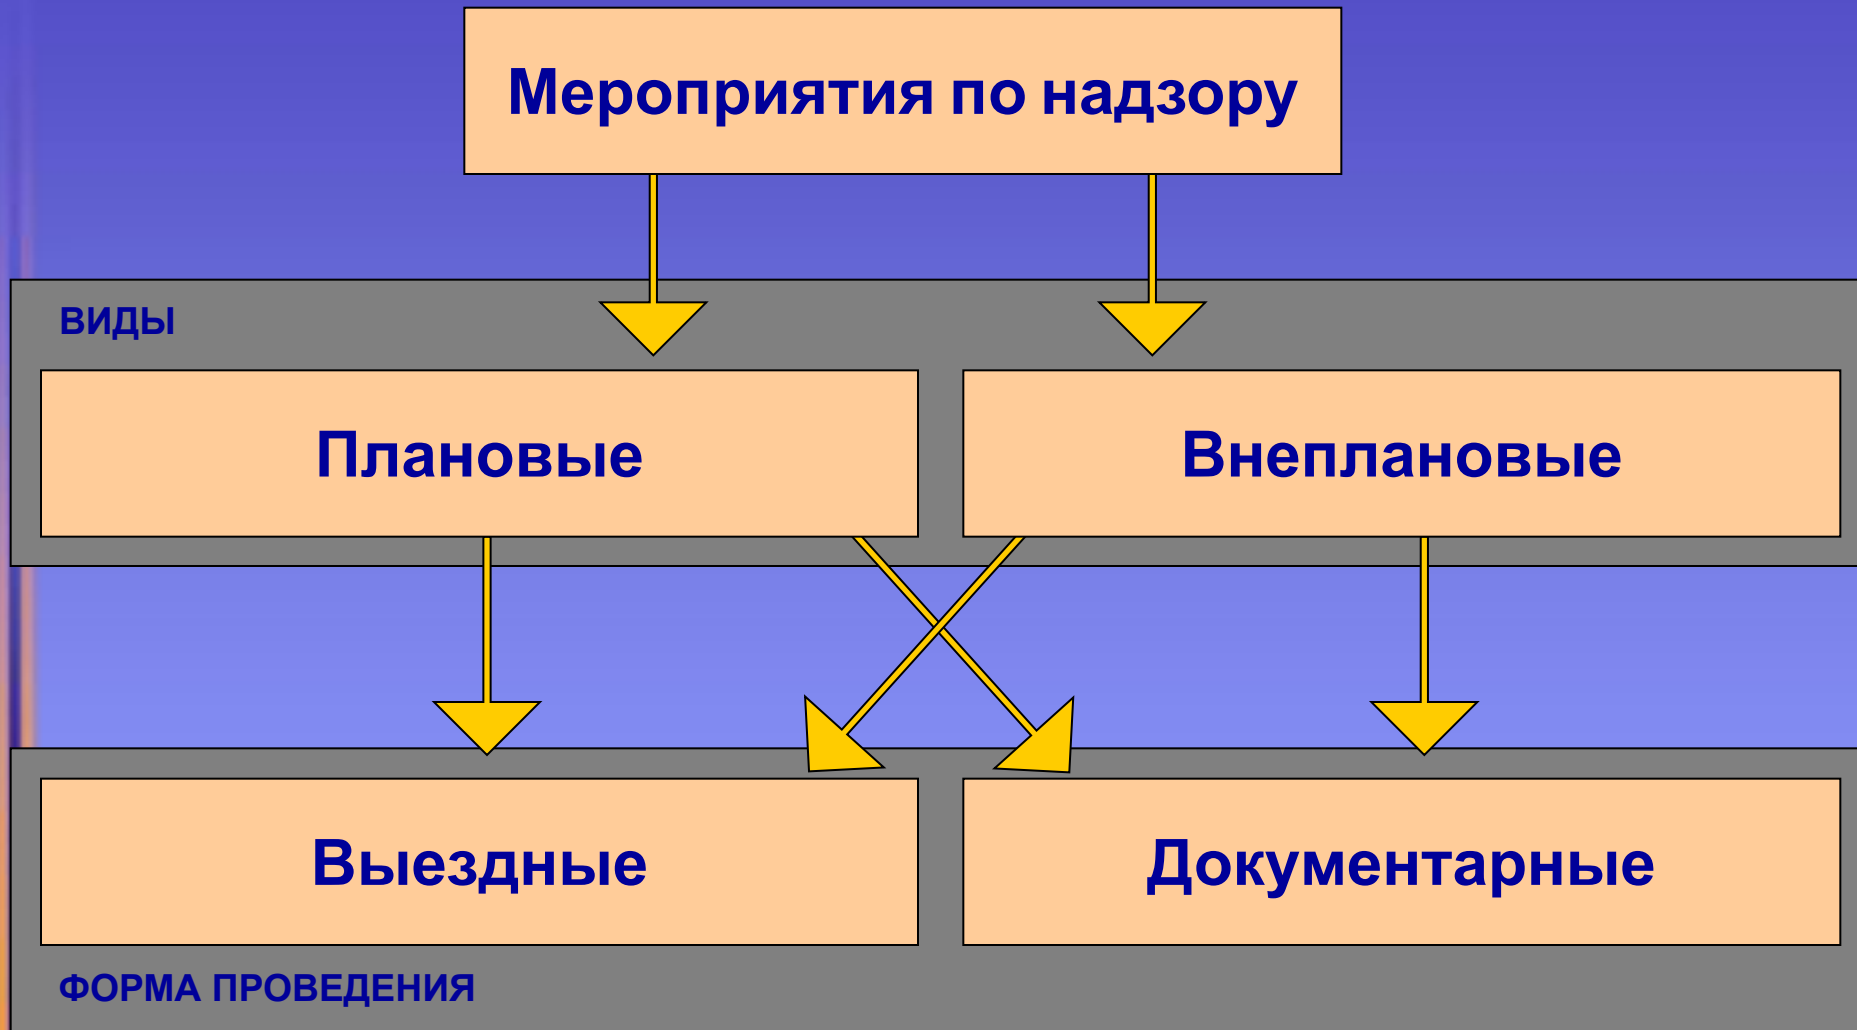 Мероприятия по надзору
ВИДЫ
Плановые
Внеплановые
Выездные
Документарные
ФОРМА ПРОВЕДЕНИЯ